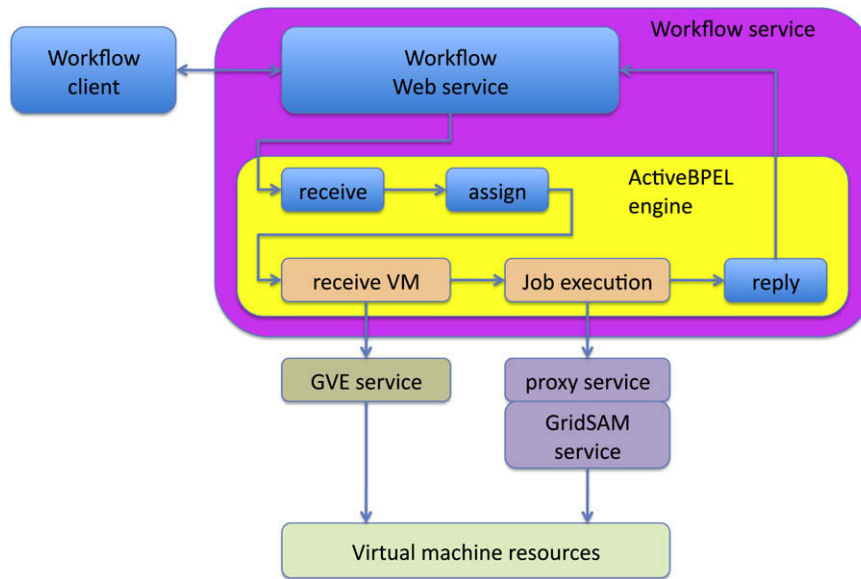 Workflow service
Workflow
client
Workflow
Web service
ActiveBPEL
engine
receive
assign
receive VM
Job execution
reply
GVE service
proxy service
GridSAM
service
Virtual machine resources